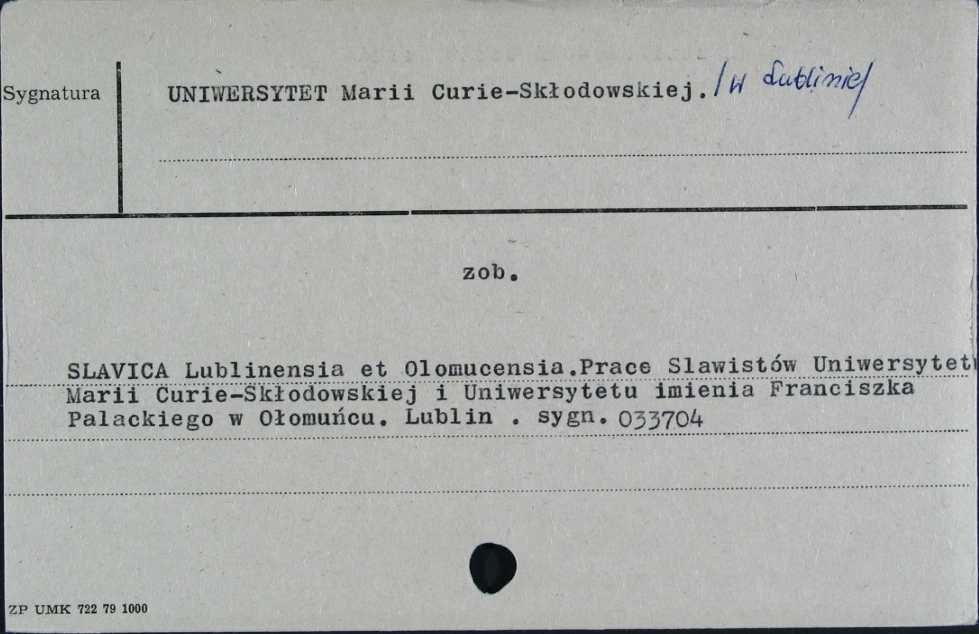 Sygnatura
UNIWERSYTET Marii Curie-Skłodowskiej. /w Lublinie/
zob.
SLAVICA Lublinensia et Olomucensia.Prace Slawistów Uniwersytetu
Marii Curie-Skłodowskiej i Uniwersytetu imienia Franciszka
Palackiego w Ołomuńcu. Lublin . sygn. 033704
ZP UMK 722 79 1000